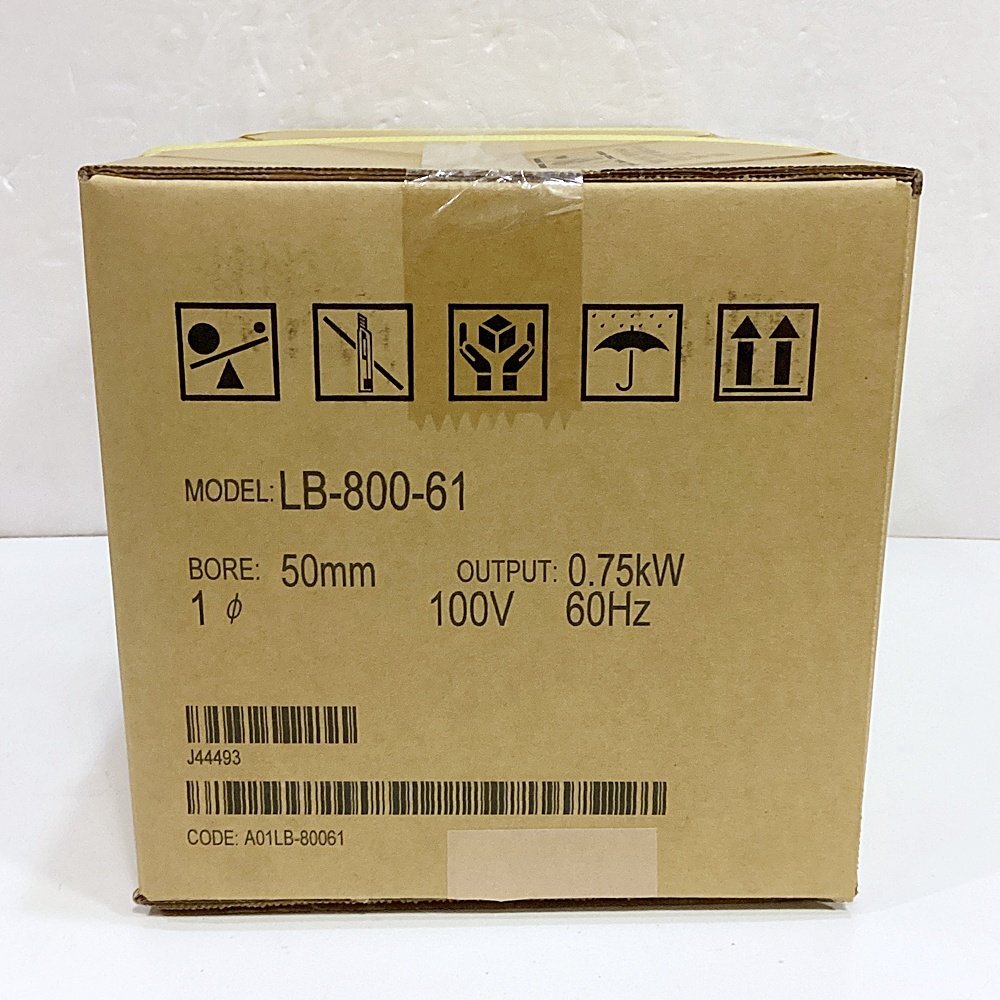 MODEL: LB-800-61
BORE: 50mm OUTPUT: 0.75kW
1 ϕ 100V 60Hz
J44493
CODE: A01LB-80061